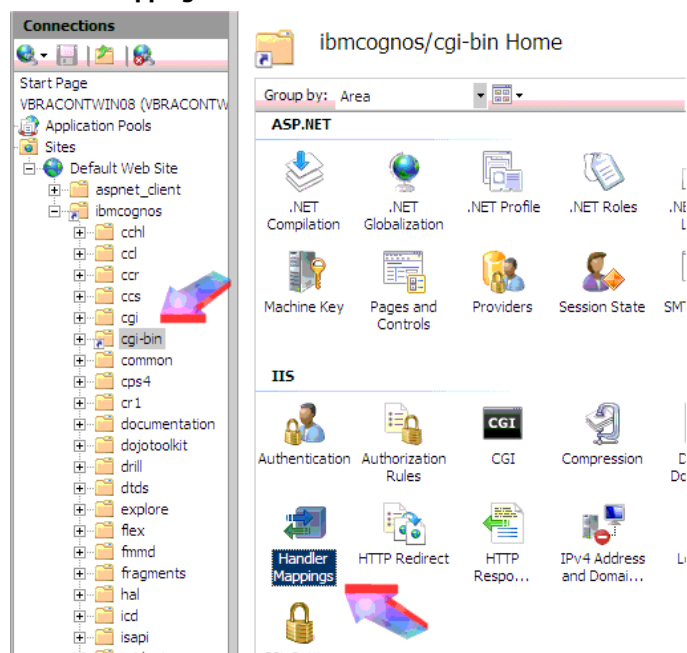 Connections
Start Page
VBRACONTWIN08 (VBRACONTW
Application Pools
Sites
Default Web Site
aspnet_client
ibmcognos
cchl
ccl
ccr
ccs
cgi
cgi-bin
common
cps4
cr1
documentation
dojotoolkit
drill
dtds
explore
flex
fmmd
fragments
hal
icd
isapi
ibmcognos/cgi-bin Home
Group by: Area
ASP.NET
.NET Compilation
.NET Globalization
.NET Profile
.NET Roles
Machine Key
Pages and Controls
Providers
Session State
SMT
IIS
Authentication
Authorization Rules
CGI
CGI
Compression
Handler Mappings
HTTP Redirect
HTTP Respo...
IPv4 Address and Domai...